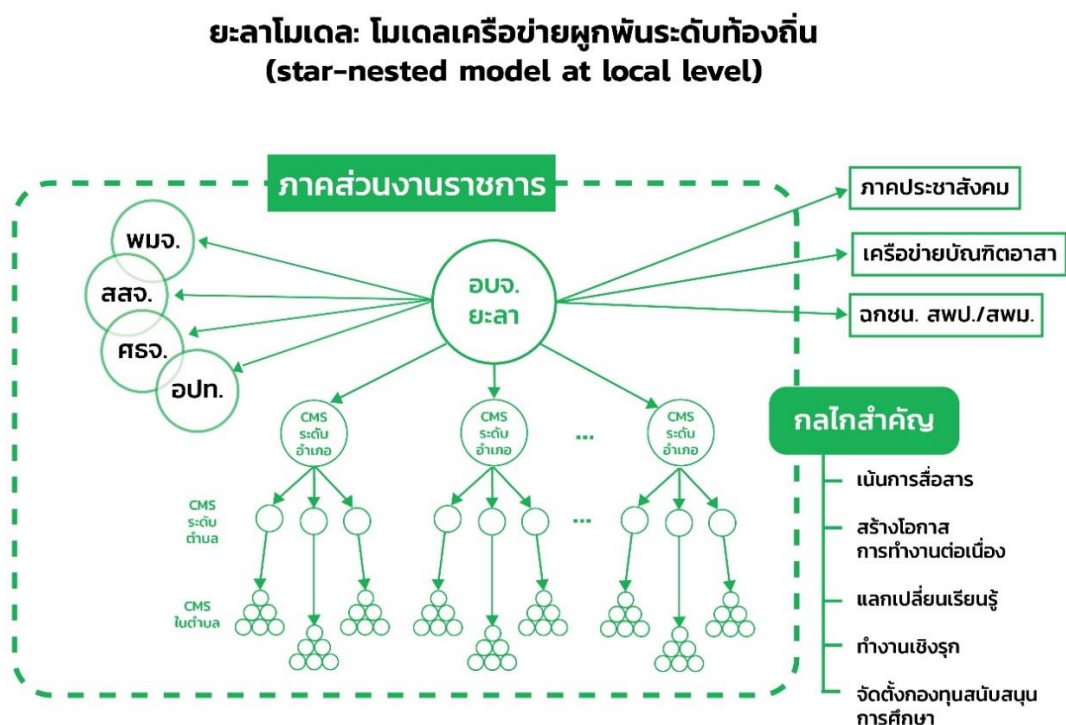 ยะลาโมเดล: โมเดลเครือข่ายผูกพันระดับท้องถิ่น
(star-nested model at local level)
ภาคส่วนงานราชการ
พมจ.
สสจ.
ศธจ.
อปท.
อบจ.
ยะลา
ภาคประชาสังคม
เครือข่ายบัณฑิตอาสา
ฉกชน. สพป./สพม.
CMS
ระดับ
อำเภอ
CMS
ระดับ
อำเภอ
...
CMS
ระดับ
อำเภอ
CMS
ระดับ
ตำบล
...
CMS
ในตำบล
กลไกสำคัญ
เน้นการสื่อสาร
สร้างโอกาส
การทำงานต่อเนื่อง
แลกเปลี่ยนเรียนรู้
ทำงานเชิงรุก
จัดตั้งกองทุนสนับสนุน
การศึกษา